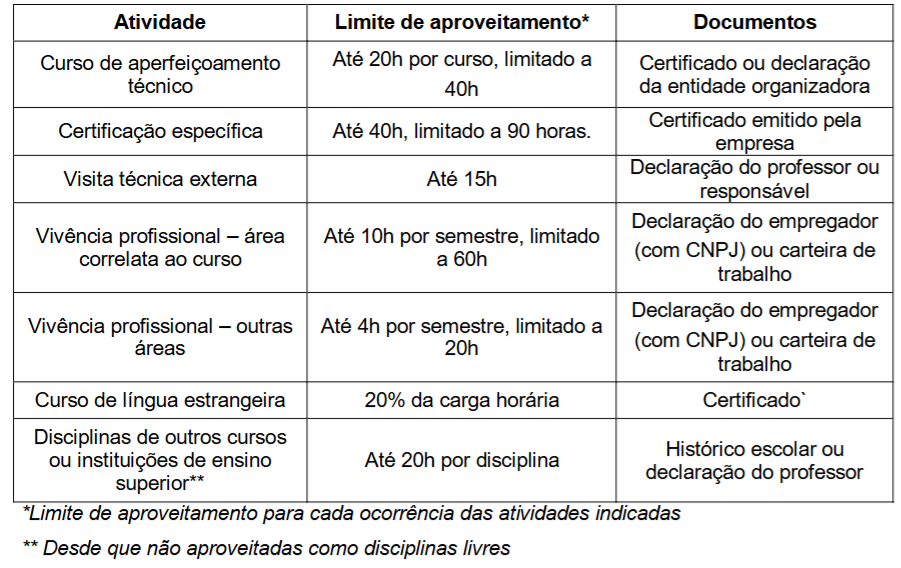 Atividade
Limite de aproveitamento*
Documentos
Curso de aperfeiçoamento
técnico
Até 20h por curso, limitado a
40h
Certificado ou declaração
da entidade organizadora
Certificação específica
Até 40h, limitado a 90 horas.
Certificado emitido pela
empresa
Visita técnica externa
Até 15h
Declaração do professor ou
responsável
Vivência profissional – área
correlata ao curso
Até 10h por semestre, limitado
a 60h
Declaração do empregador
(com CNPJ) ou carteira de
trabalho
Vivência profissional – outras
áreas
Até 4h por semestre, limitado a
20h
Declaração do empregador
(com CNPJ) ou carteira de
trabalho
Curso de língua estrangeira
20% da carga horária
Certificado`
Disciplinas de outros cursos
ou instituições de ensino
superior**
Até 20h por disciplina
Histórico escolar ou
declaração do professor
*Limite de aproveitamento para cada ocorrência das atividades indicadas
** Desde que não aproveitadas como disciplinas livres